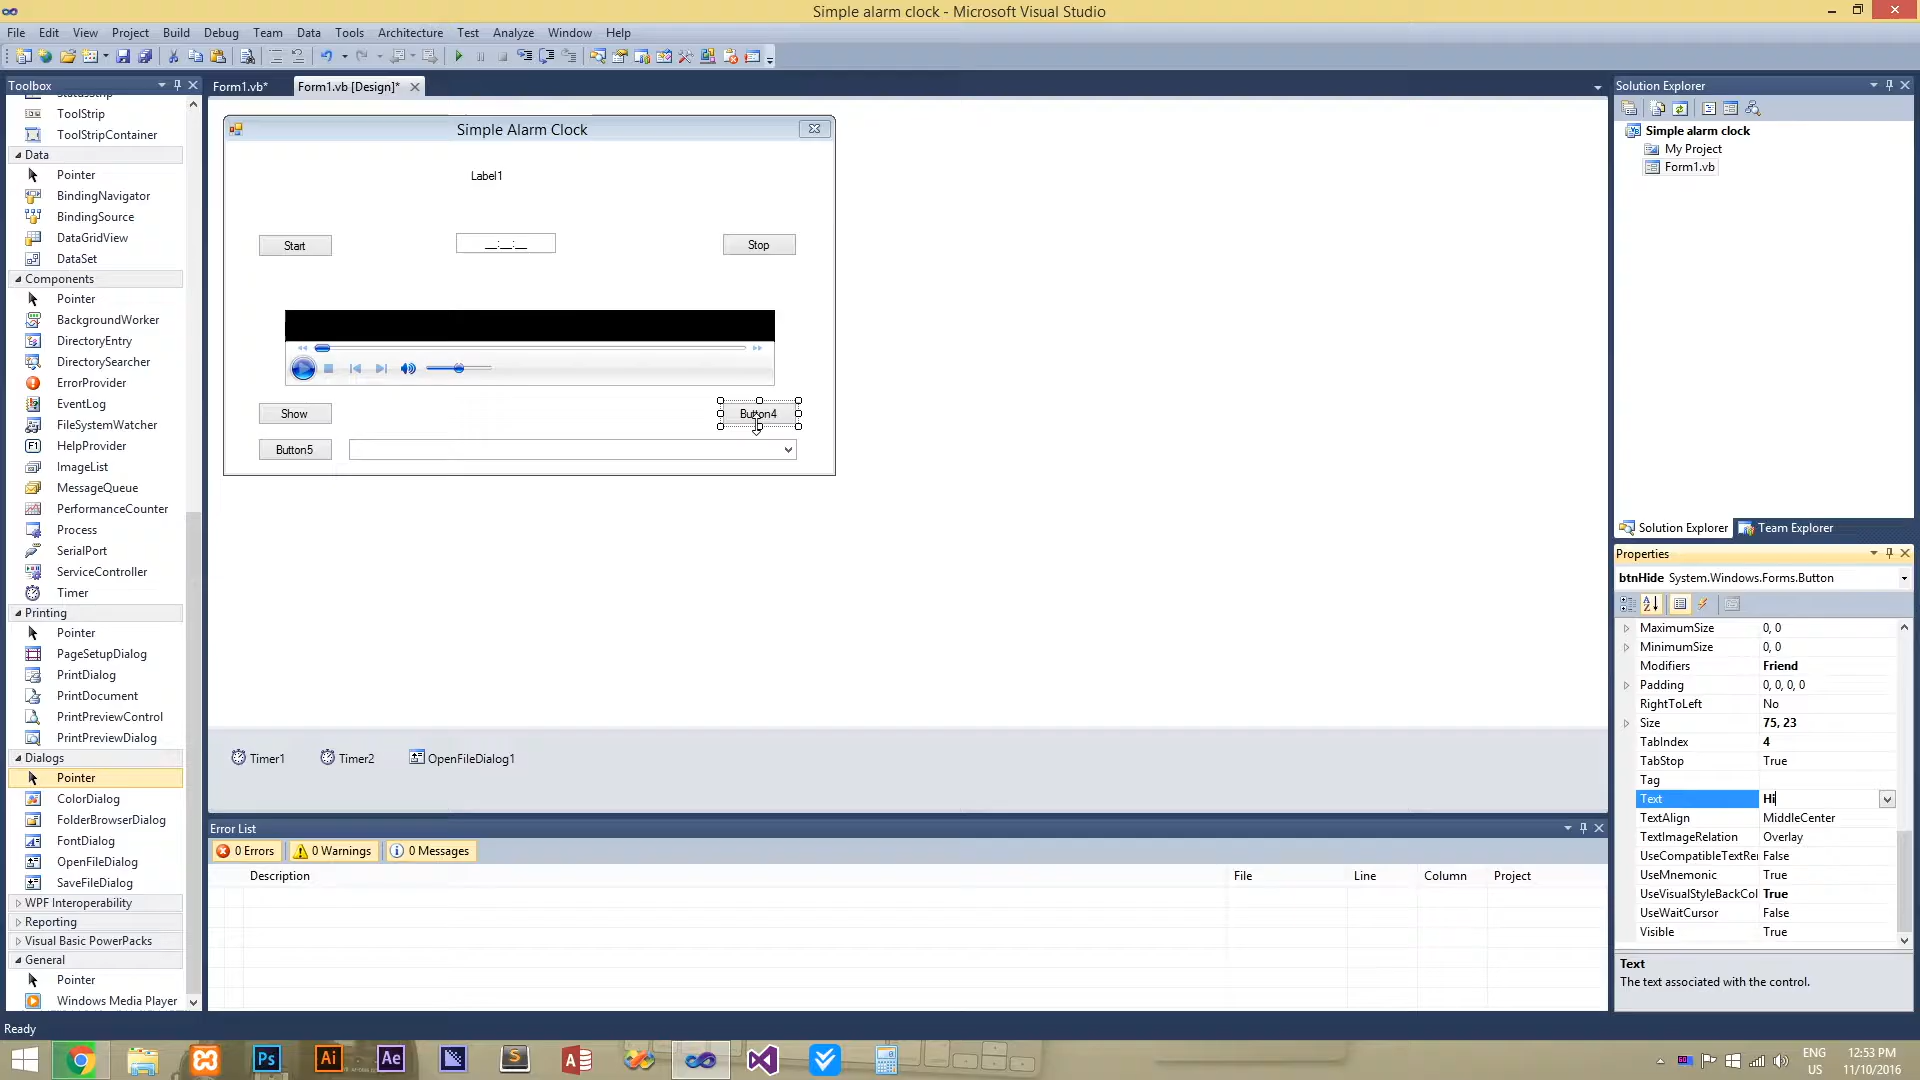 Simple alarm clock - Microsoft Visual Studio
File Edit View Project Build Debug Team Data Tools Architecture Test Analyze Window Help
Toolbox
Form1.vb*
Form1.vb [Design]*
Solution Explorer
ToolStrip
ToolStripContainer
Data
Pointer
BindingNavigator
BindingSource
DataGridView
DataSet
Components
Pointer
BackgroundWorker
DirectoryEntry
DirectorySearcher
ErrorProvider
EventLog
FileSystemWatcher
HelpProvider
ImageList
MessageQueue
PerformanceCounter
Process
SerialPort
ServiceController
Timer
Printing
Pointer
PageSetupDialog
PrintDialog
PrintDocument
PrintPreviewControl
PrintPreviewDialog
Dialogs
Pointer
ColorDialog
FolderBrowserDialog
FontDialog
OpenFileDialog
SaveFileDialog
WPF Interoperability
Reporting
Visual Basic PowerPacks
General
Pointer
Windows Media Player
Simple Alarm Clock
Label1
Start
__:__:__
Stop
Show
Button4
Button5
Timer1
Timer2
OpenFileDialog1
Error List
0 Errors
0 Warnings
0 Messages
Description File Line Column Project
Simple alarm clock
My Project
Form1.vb
Solution Explorer
Team Explorer
Properties
btnHide System.Windows.Forms.Button
MaximumSize 0, 0
MinimumSize 0, 0
Modifiers Friend
Padding 0, 0, 0, 0
RightToLeft No
Size 75, 23
TabIndex 4
TabStop True
Tag
Text Hi
TextAlign MiddleCenter
TextImageRelation Overlay
UseCompatibleTextRe False
UseMnemonic True
UseVisualStyleBackCol True
UseWaitCursor False
Visible True
Text
The text associated with the control.
Ready
Ps
Ai
Ae
S
A
ENG
US
12:53 PM
11/10/2016